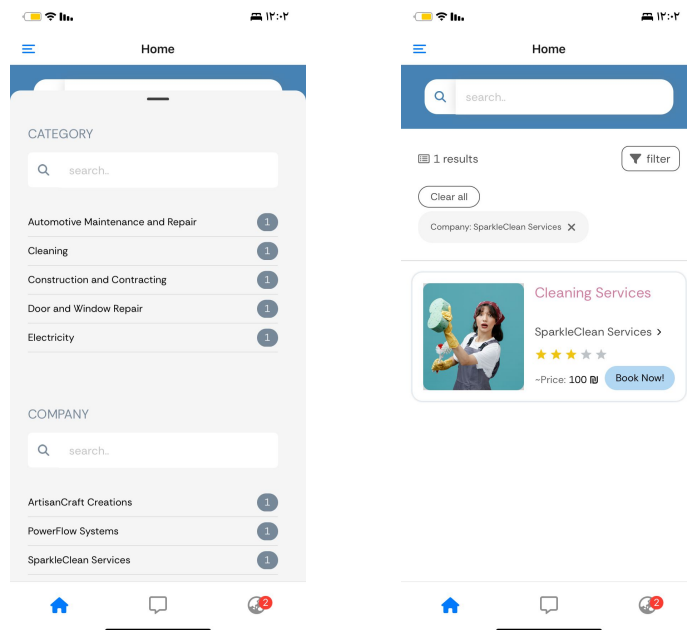 ١٢:٠٢
Home
CATEGORY
search..
Automotive Maintenance and Repair 1
Cleaning 1
Construction and Contracting 1
Door and Window Repair 1
Electricity 1
COMPANY
search..
ArtisanCraft Creations 1
PowerFlow Systems 1
SparkleClean Services 1
2
١٢:٠٢
Home
search..
1 results
filter
Clear all
Company: SparkleClean Services ×
Cleaning Services
SparkleClean Services >
~Price: 100 ₪
Book Now!
2